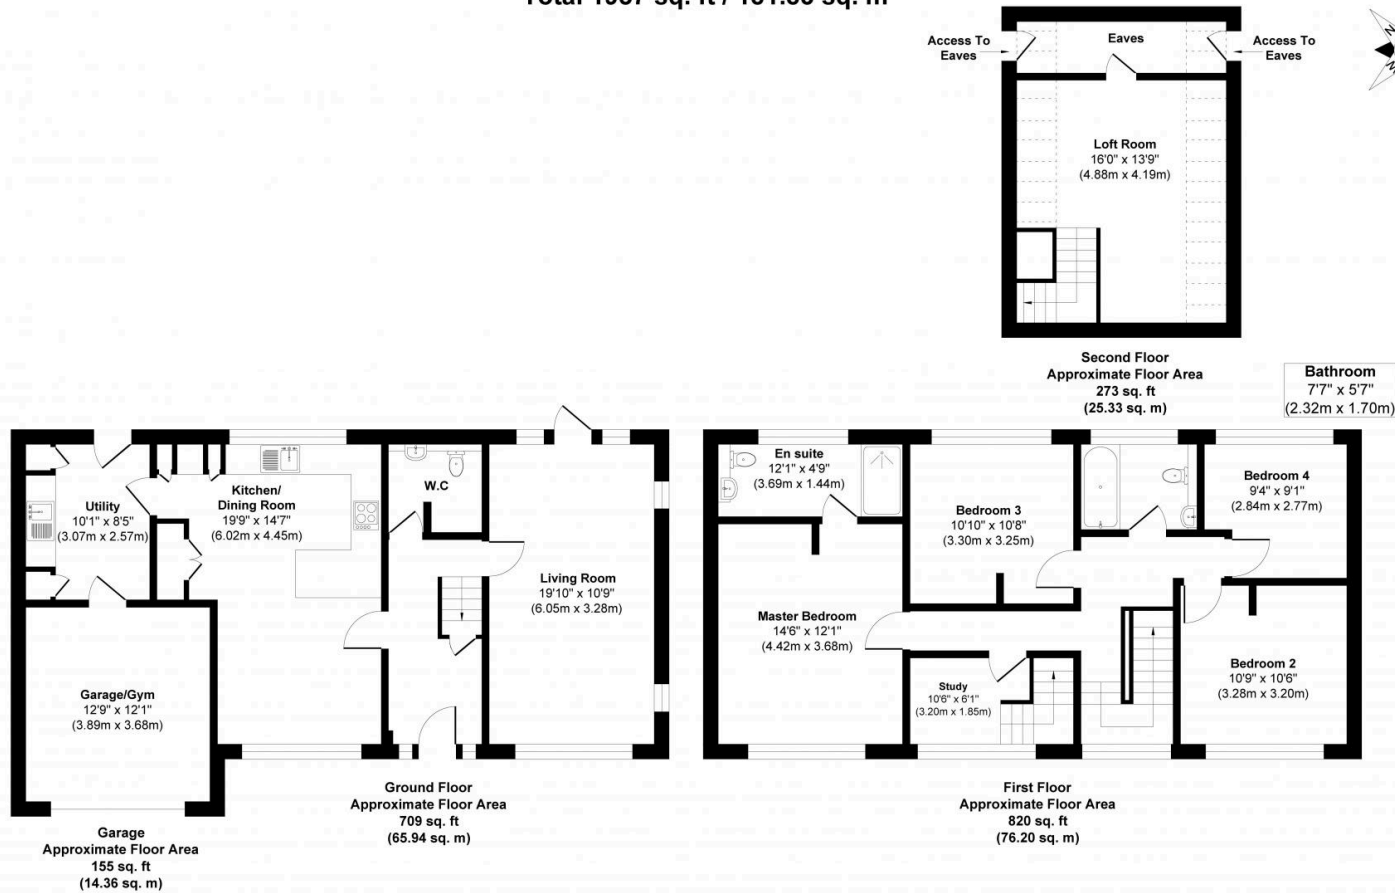 Access To
Eaves
Eaves
Access To
Eaves
Loft Room
16'0" x 13'9"
(4.88m x 4.19m)
Second Floor
Approximate Floor Area
273 sq. ft
(25.33 sq. m)
Bathroom
7'7" x 5'7"
(2.32m x 1.70m)
Utility
10'1" x 8'5"
(3.07m x 2.57m)
Kitchen/
Dining Room
19'9" x 14'7"
(6.02m x 4.45m)
W.C
Living Room
19'10" x 10'9"
(6.05m x 3.28m)
Garage/Gym
12'9" x 12'1"
(3.89m x 3.68m)
Garage
Approximate Floor Area
155 sq. ft
(14.36 sq. m)
Ground Floor
Approximate Floor Area
709 sq. ft
(65.94 sq. m)
En suite
12'1" x 4'9"
(3.69m x 1.44m)
Bedroom 3
10'10" x 10'8"
(3.30m x 3.25m)
Bedroom 4
9'4" x 9'1"
(2.84m x 2.77m)
Master Bedroom
14'6" x 12'1"
(4.42m x 3.68m)
Study
10'6" x 6'1"
(3.20m x 1.85m)
Bedroom 2
10'9" x 10'6"
(3.28m x 3.20m)
First Floor
Approximate Floor Area
820 sq. ft
(76.20 sq. m)